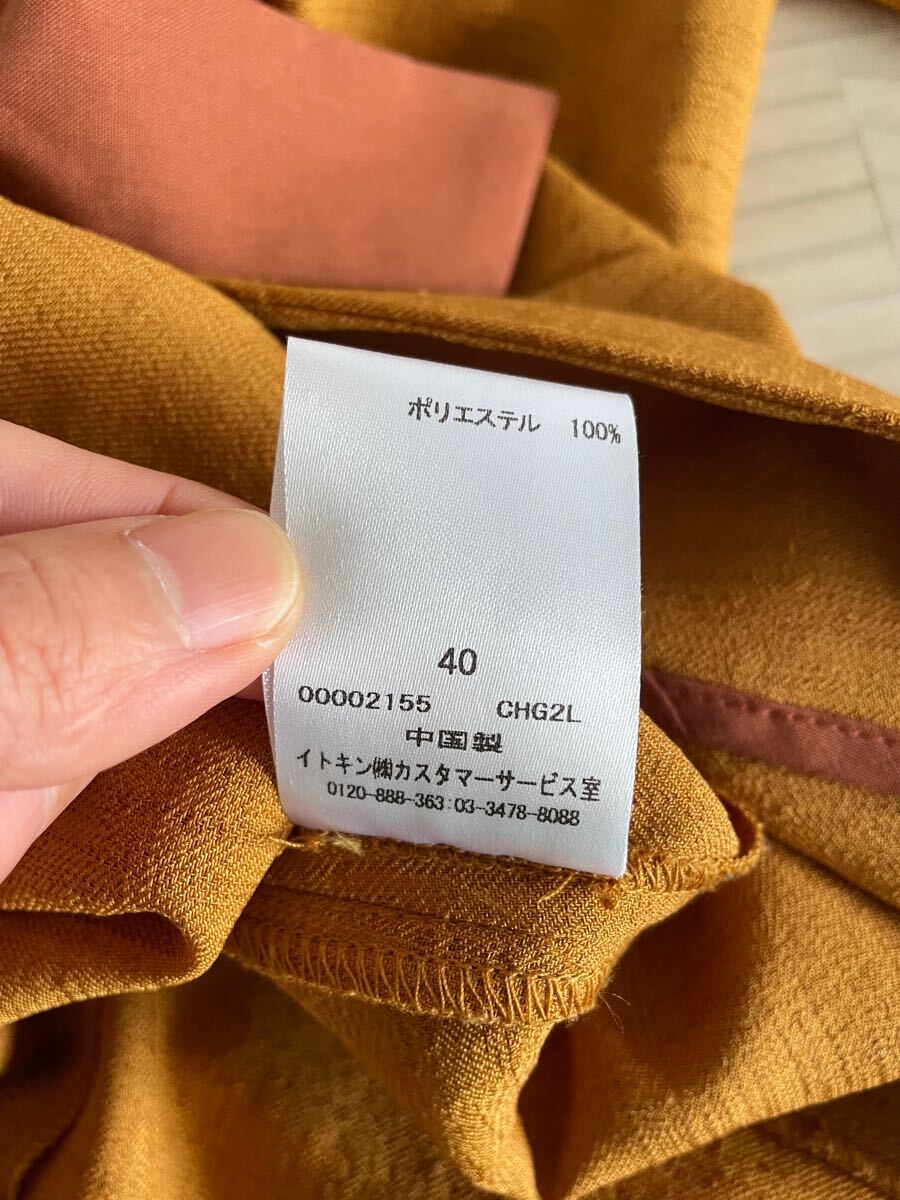 ポリエステル 100%
40
00002155 CHG2L
中国製
イトキン㈱カスタマーサービス室
0120-888-363:03-3478-8088